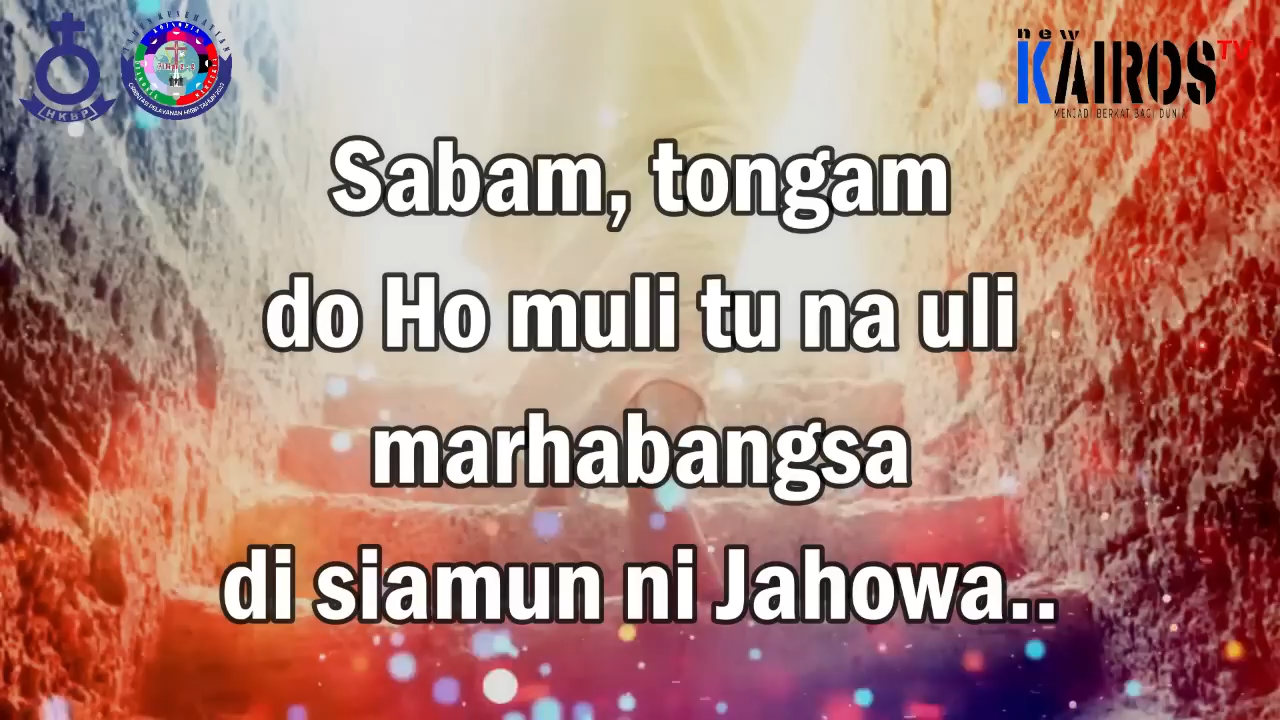 HKBP
new
KAIROS TV
MENJADI BERKAT BAGI DUNIA
Sabam, tongam
do Ho muli tu na uli
marhabangsa
di siamun ni Jahowa..